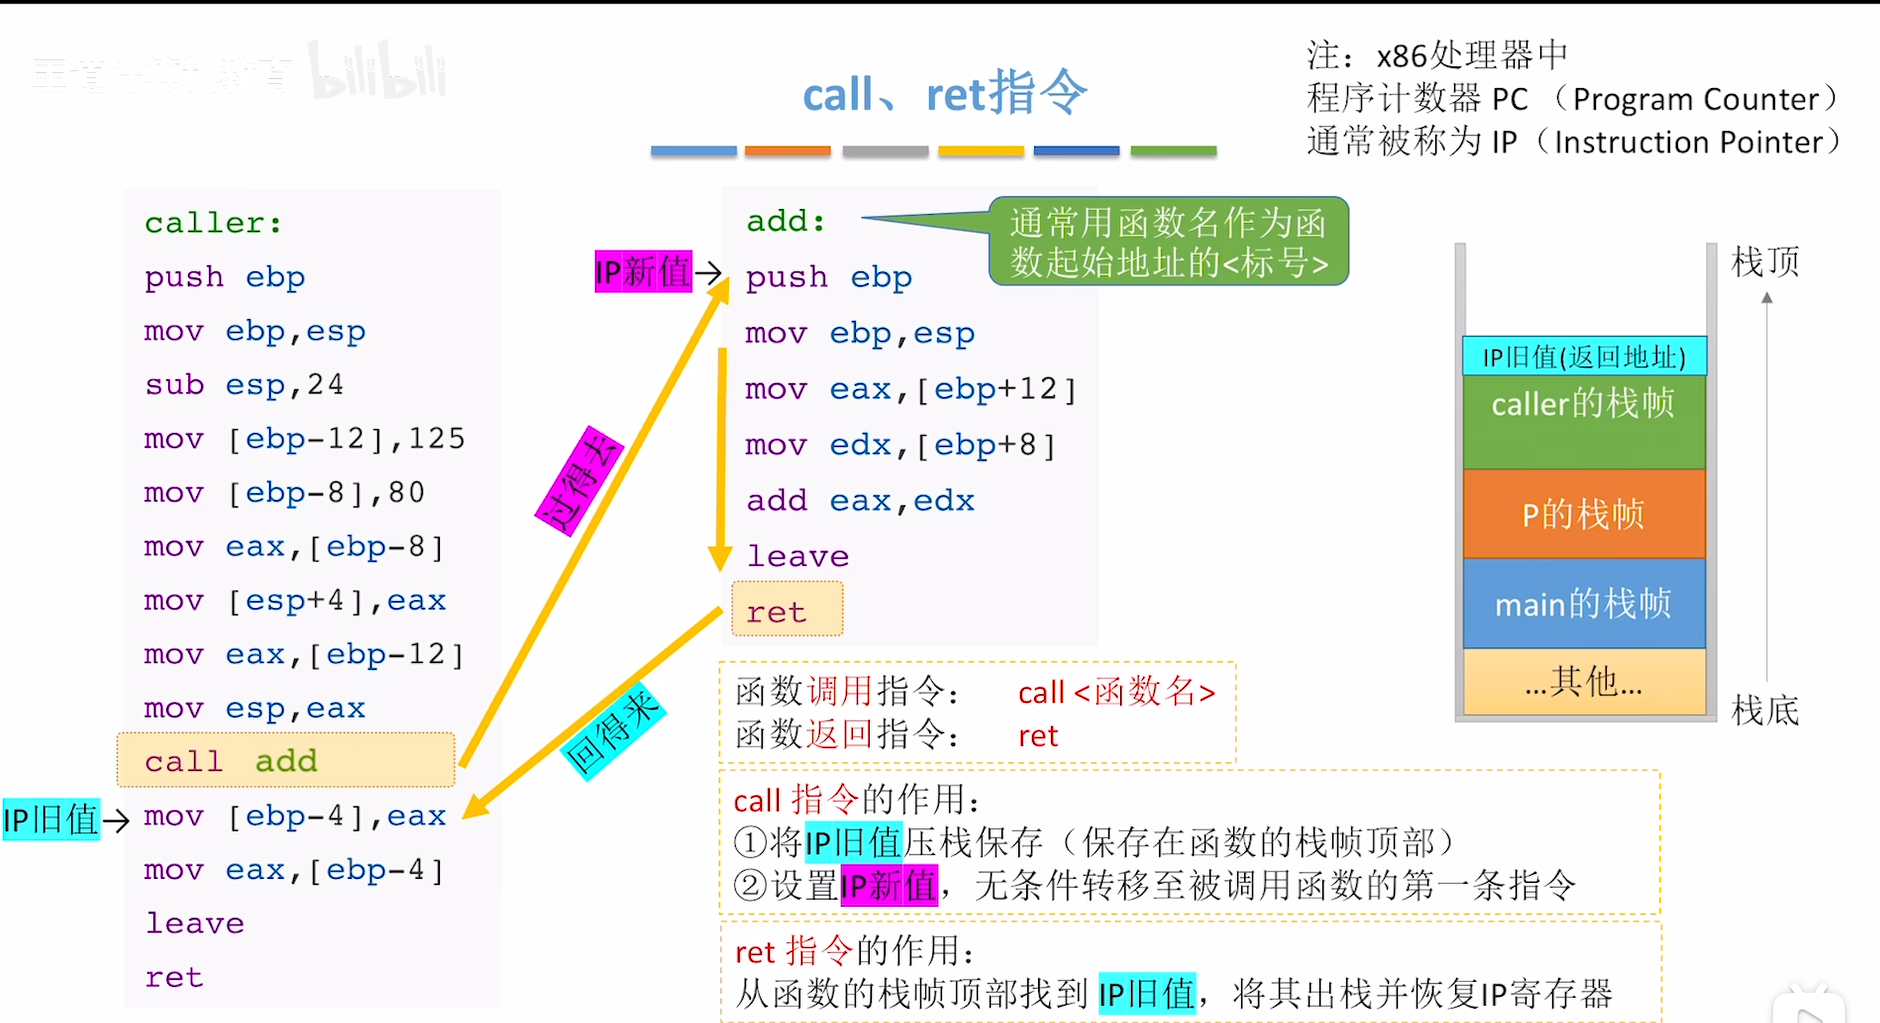 bilibili
call、ret指令
注：x86处理器中
程序计数器 PC （Program Counter）
通常被称为 IP（Instruction Pointer）
caller:
push ebp
mov ebp,esp
sub esp,24
mov [ebp-12],125
mov [ebp-8],80
mov eax,[ebp-8]
mov [esp+4],eax
mov eax,[ebp-12]
mov esp,eax
call add
IP旧值→
mov [ebp-4],eax
mov eax,[ebp-4]
leave
ret
过得去
回得来
add:
通常用函数名作为函
数起始地址的<标号>
IP新值→
push ebp
mov ebp,esp
mov eax,[ebp+12]
mov edx,[ebp+8]
add eax,edx
leave
ret
函数调用指令： call <函数名>
函数返回指令： ret
call 指令的作用：
①将IP旧值压栈保存（保存在函数的栈帧顶部）
②设置IP新值，无条件转移至被调用函数的第一条指令
ret 指令的作用：
从函数的栈帧顶部找到 IP旧值，将其出栈并恢复IP寄存器
栈顶
IP旧值(返回地址)
caller的栈帧
P的栈帧
main的栈帧
...其他...
栈底